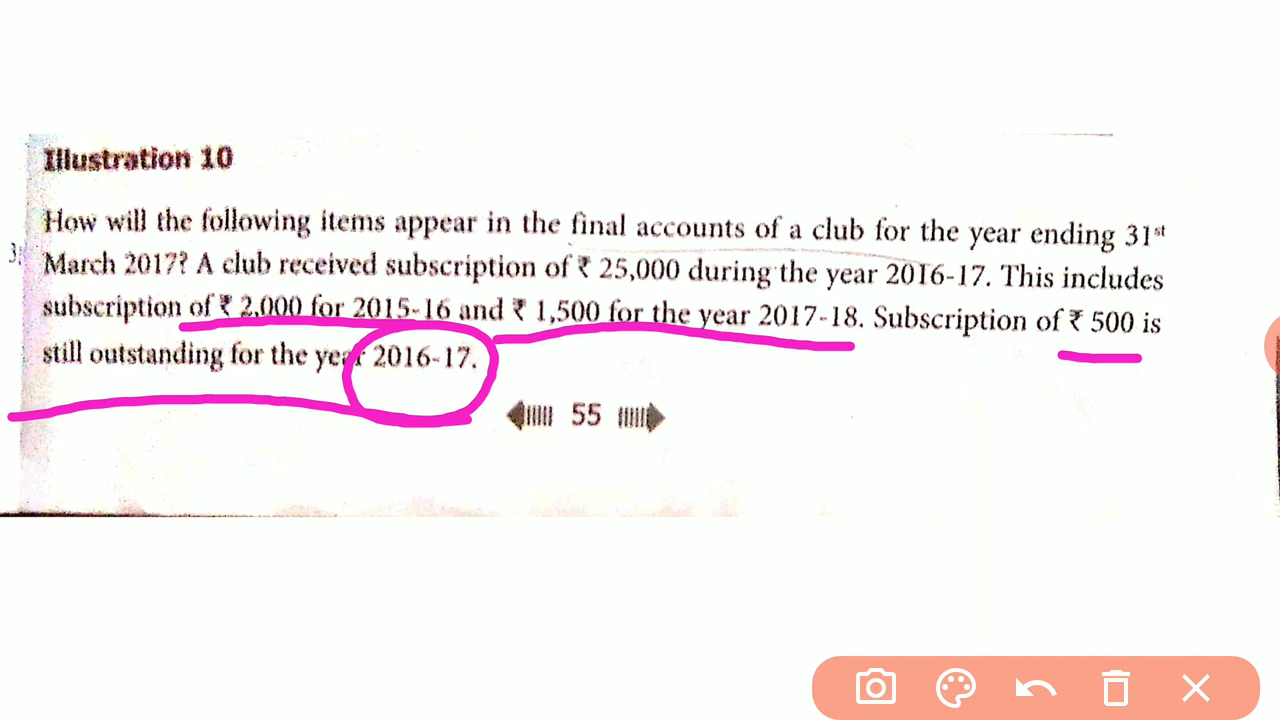 Illustration 10
How will the following items appear in the final accounts of a club for the year ending 31st
3.
March 2017? A club received subscription of ₹ 25,000 during the year 2016-17. This includes
subscription of ₹ 2,000 for 2015-16 and ₹ 1,500 for the year 2017-18. Subscription of ₹ 500 is
still outstanding for the year 2016-17.
55